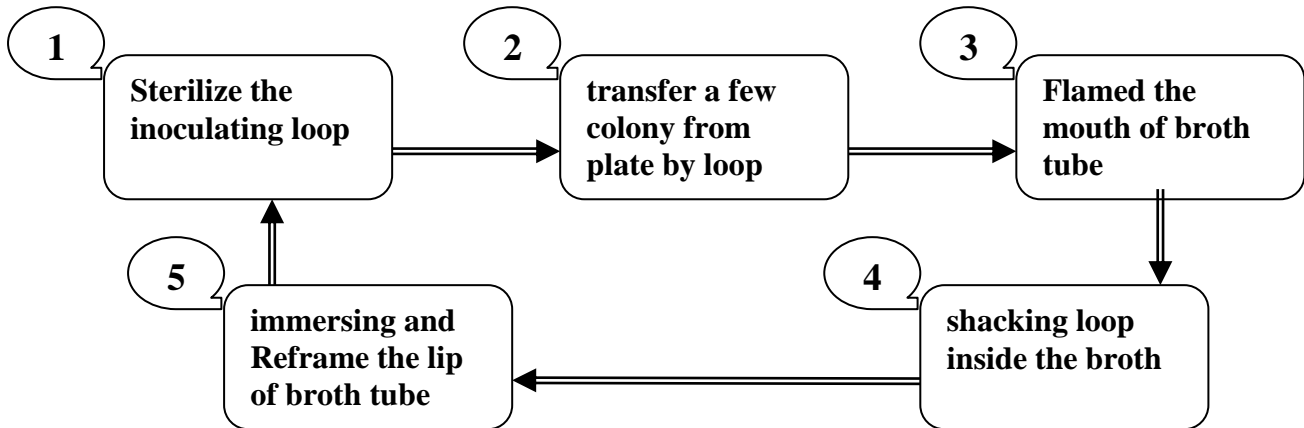 1
Sterilize the
inoculating loop
2
transfer a few
colony from
plate by loop
3
Flamed the
mouth of broth
tube
4
shacking loop
inside the broth
5
immersing and
Reframe the lip
of broth tube